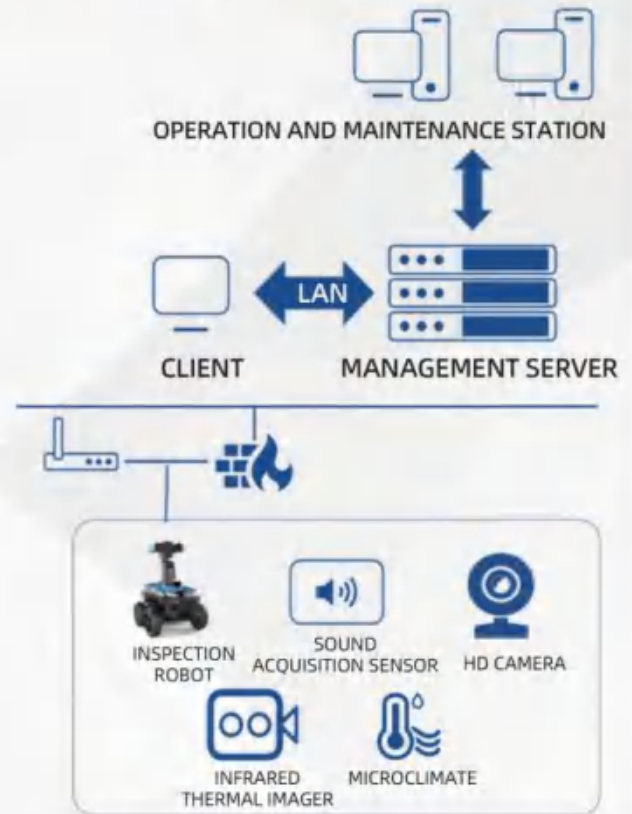 OPERATION AND MAINTENANCE STATION
LAN
CLIENT
MANAGEMENT SERVER
INSPECTION
ROBOT
SOUND
ACQUISITION SENSOR
HD CAMERA
INFRARED
THERMAL IMAGER
MICROCLIMATE